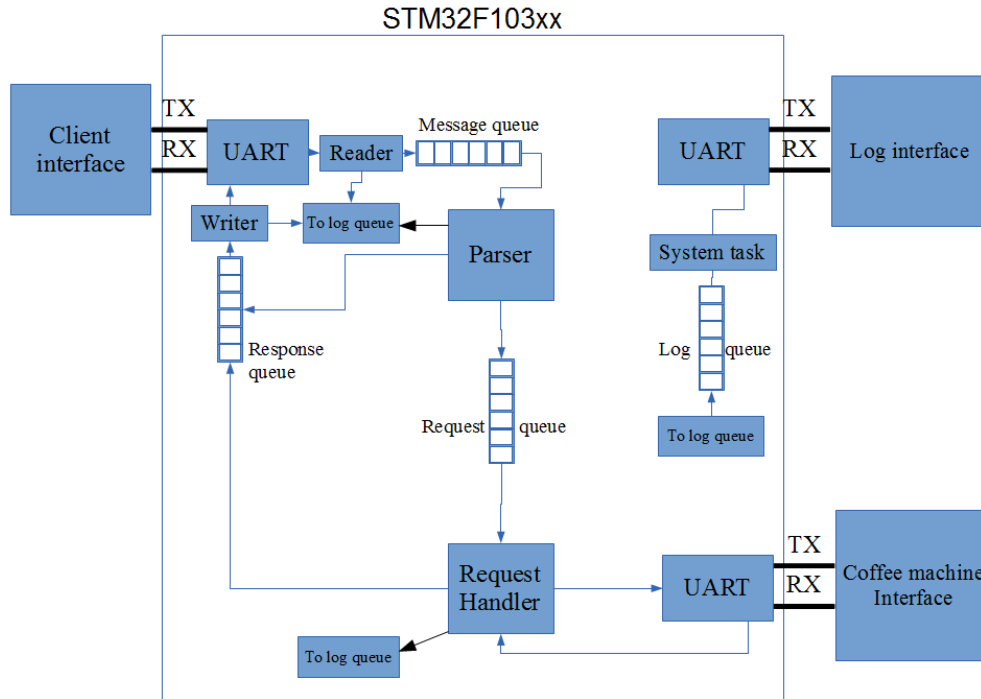 STM32F103xx
Client
interface
TX
RX
UART
Reader
Message queue
Writer
To log queue
Parser
Response
queue
Request queue
Request
Handler
To log queue
UART
TX
RX
Log interface
System task
Log queue
To log queue
UART
TX
RX
Coffee machine
Interface